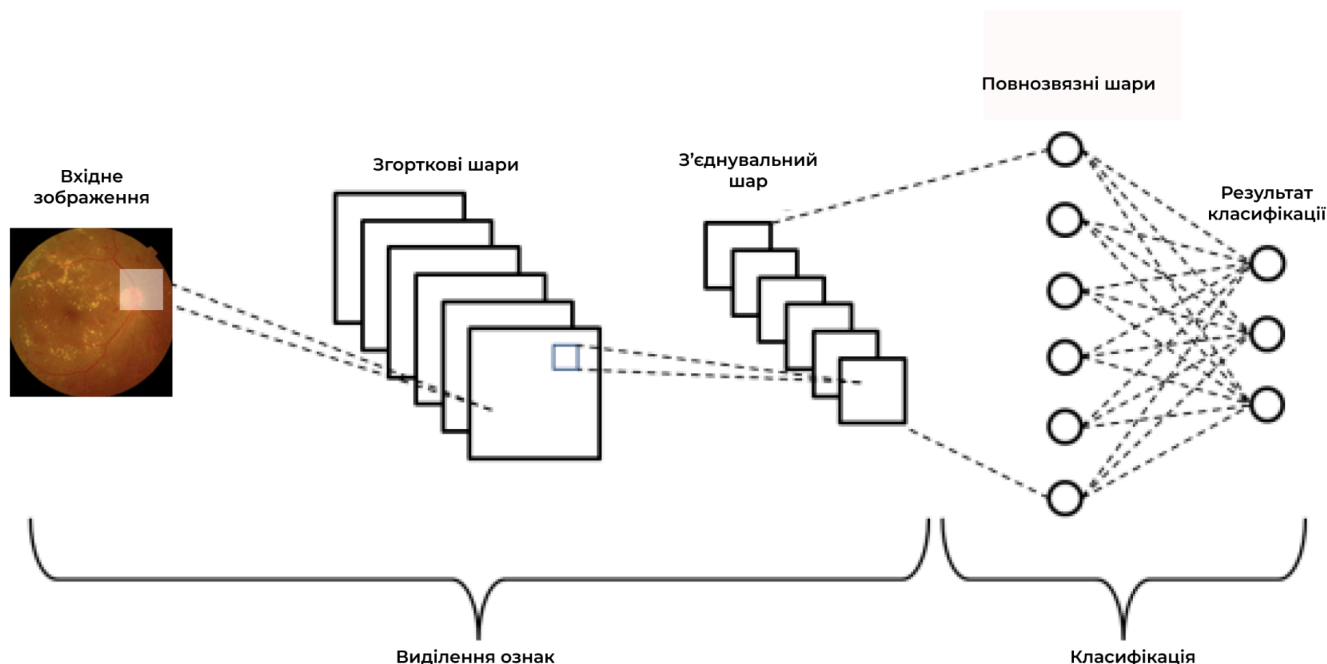 Повнозвязні шари
Згорткові шари
З’єднувальний
шар
Вхідне
зображення
Результат
класифікації
Виділення ознак
Класифікація